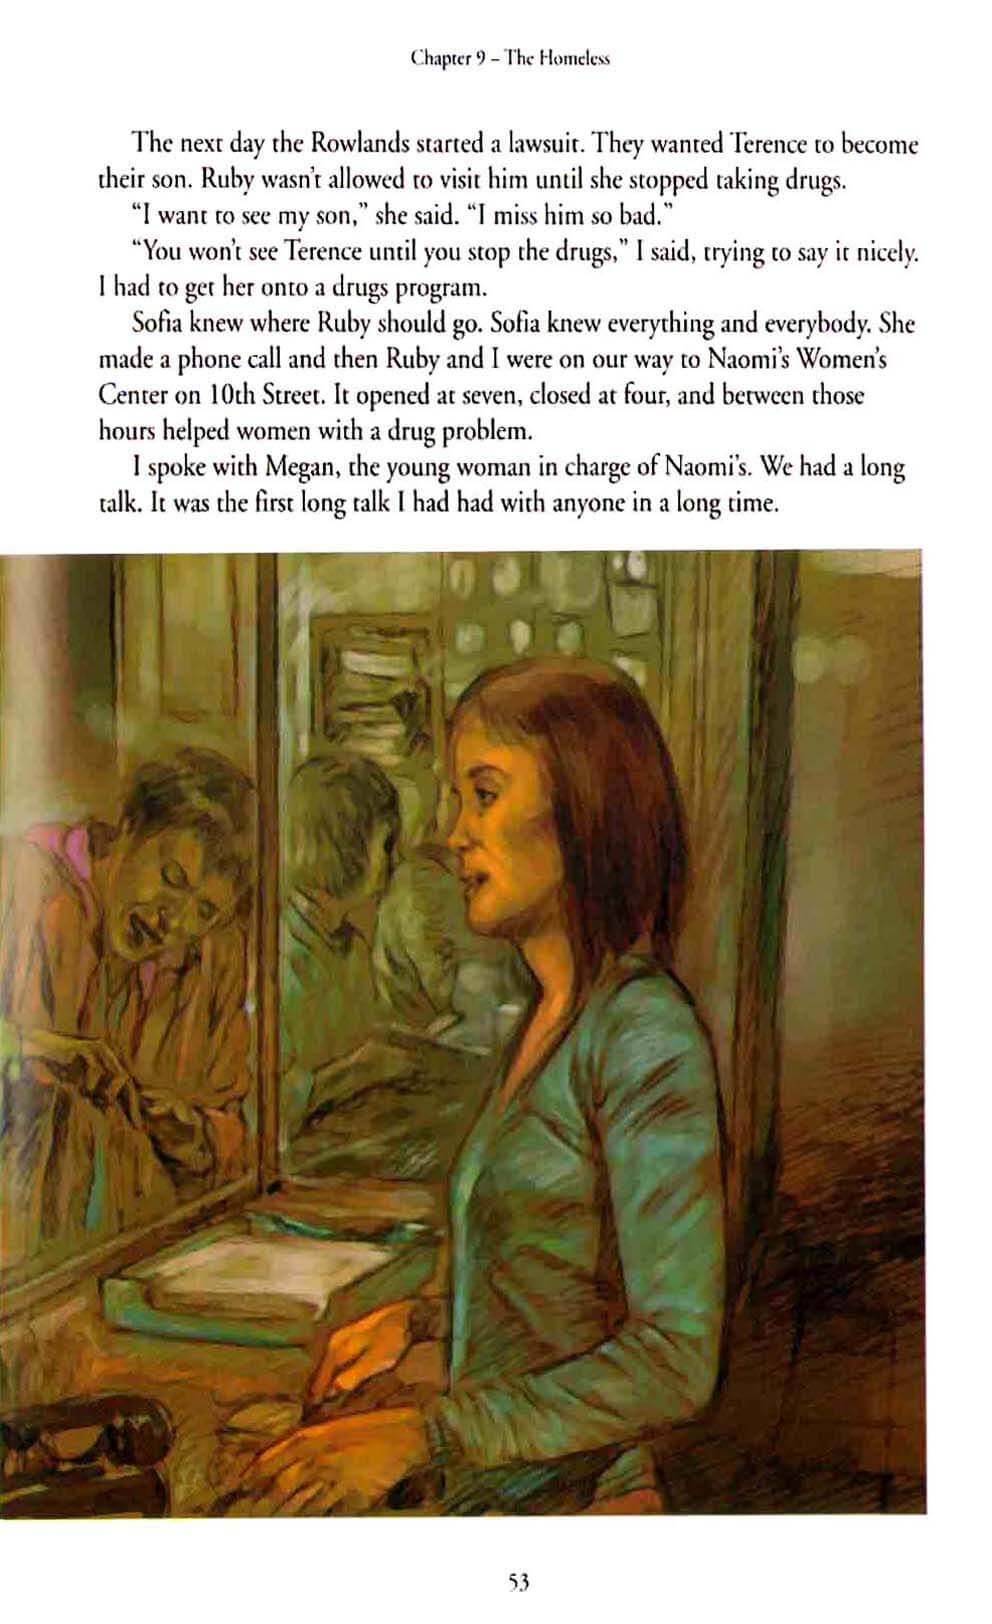 Chapter 9 – The Homeless
The next day the Rowlands started a lawsuit. They wanted Terence to become
their son. Ruby wasn't allowed to visit him until she stopped taking drugs.
“I want to see my son,” she said. “I miss him so bad.”
“You won't see Terence until you stop the drugs,” I said, trying to say it nicely.
I had to get her onto a drugs program.
Sofia knew where Ruby should go. Sofia knew everything and everybody. She
made a phone call and then Ruby and I were on our way to Naomi's Women's
Center on 10th Street. It opened at seven, closed at four, and between those
hours helped women with a drug problem.
I spoke with Megan, the young woman in charge of Naomi's. We had a long
talk. It was the first long talk I had had with anyone in a long time.
53